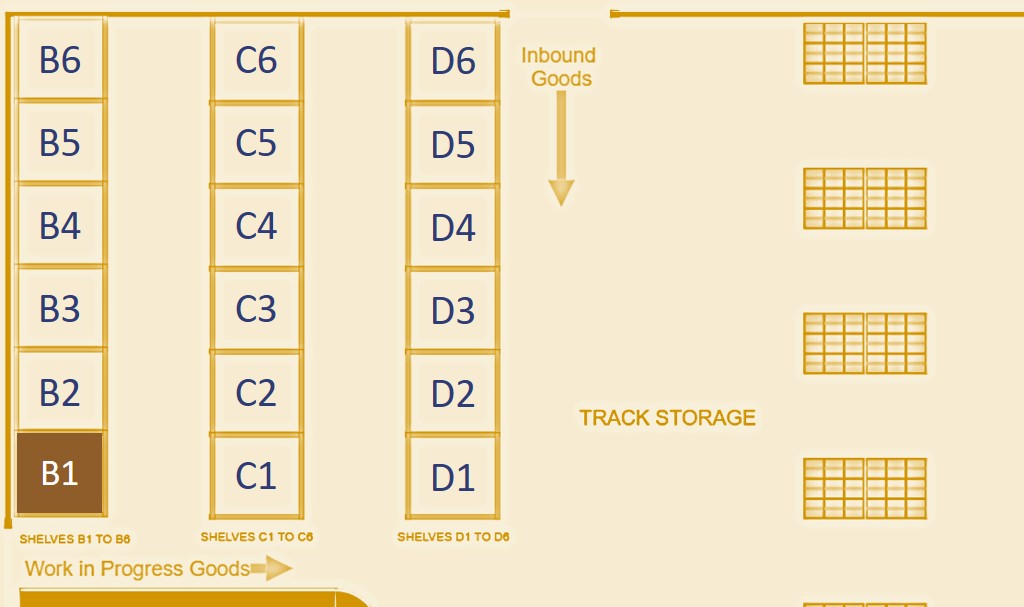 B6 C6 D6
Inbound
Goods
B5 C5 D5
B4 C4 D4
B3 C3 D3
B2 C2 D2
TRACK STORAGE
B1 C1 D1
SHELVES B1 TO B6 SHELVES C1 TO C6 SHELVES D1 TO D6
Work in Progress Goods